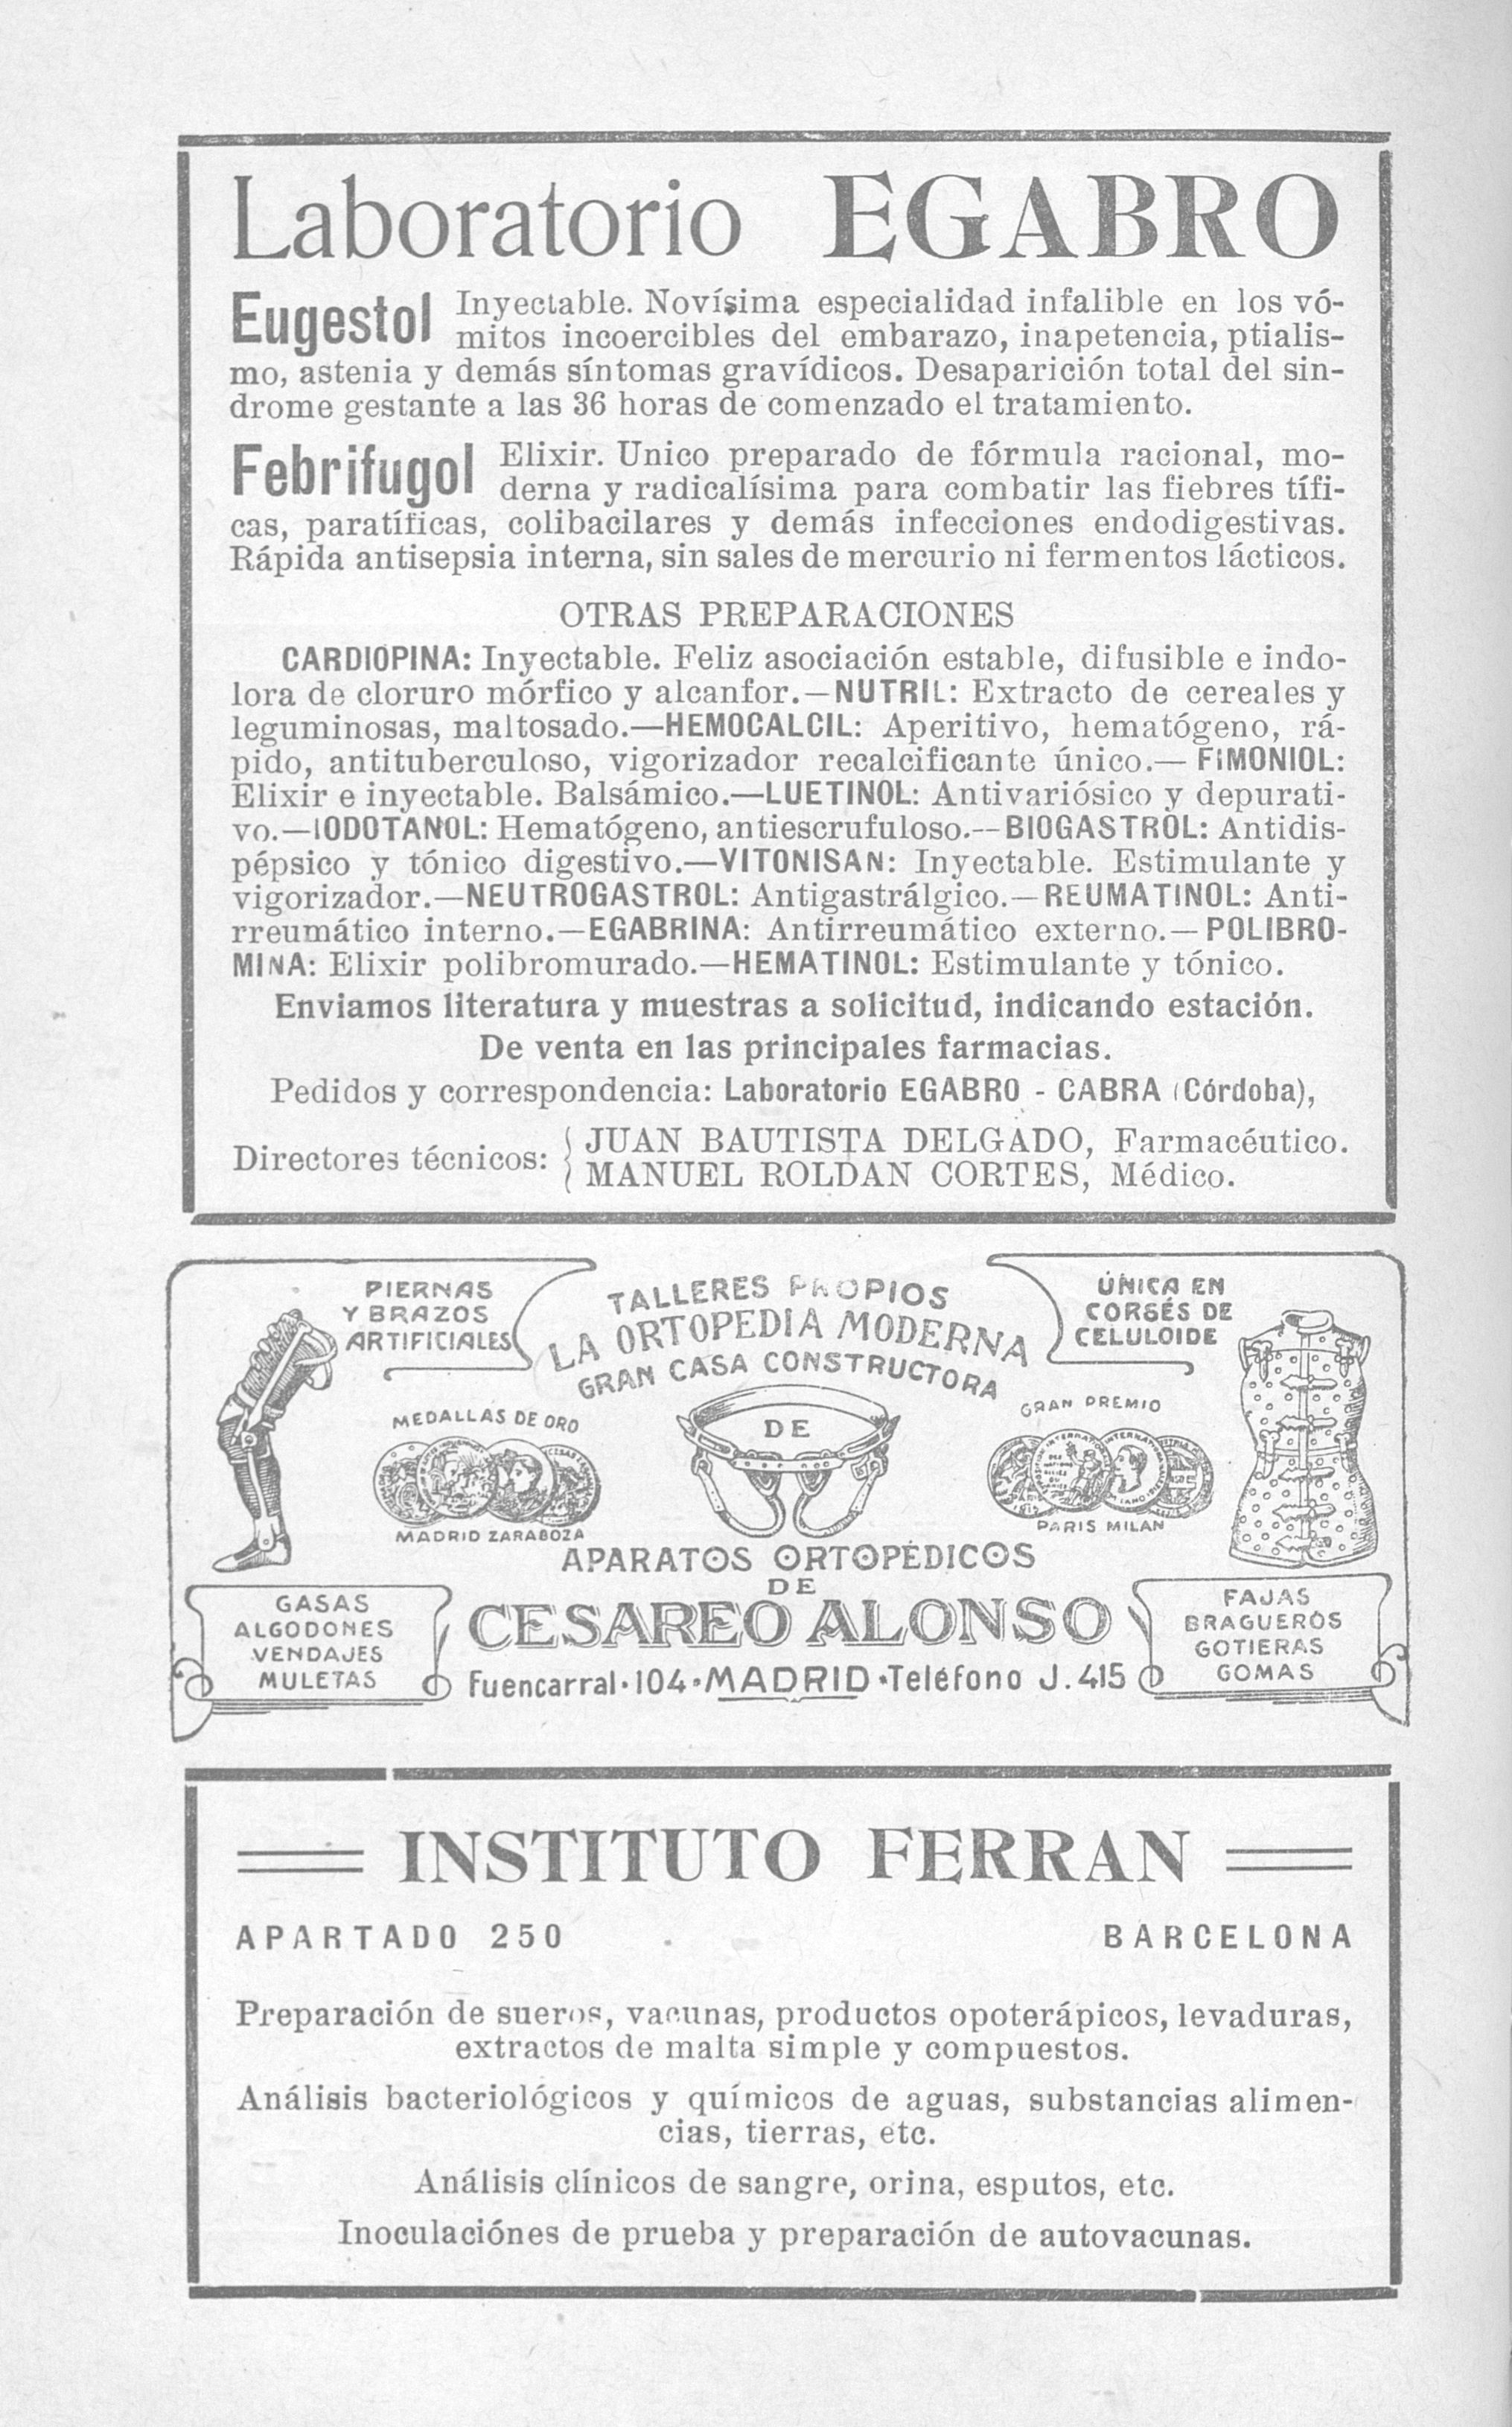 Laboratorio EGABRO
Eugestol Inyectable. Novísima especialidad infalible en los vó-
mitos incoercibles del embarazo, inapetencia, ptialis-
mo, astenia y demás síntomas gravídicos. Desaparición total del sín-
drome gestante a las 36 horas de comenzado el tratamiento.
Febrifugol Elixir. Unico preparado de fórmula racional, mo-
derna y radicalísima para combatir las fiebres tífi-
cas, paratíficas, colibacilares y demás infecciones endodigestivas.
Rápida antisepsia interna, sin sales de mercurio ni fermentos lácticos.
OTRAS PREPARACIONES
CARDIOPINA: Inyectable. Feliz asociación estable, difusible e indo-
lora de cloruro mórfico y alcanfor.—NUTRIL: Extracto de cereales y
leguminosas, maltosado.—HEMOCALCIL: Aperitivo, hematógeno, rá-
pido, antituberculoso, vigorizador recalcificante único.— FIMONIOL:
Elixir e inyectable. Balsámico.—LUETINOL: Antivariósico y depurati-
vo.—IODOTANOL: Hematógeno, antiescrufuloso.--BIOGASTROL: Antidis-
pépsico y tónico digestivo.—VITONISAN: Inyectable. Estimulante y
vigorizador.—NEUTROGASTROL: Antigastrálgico.—REUMATINOL: Anti-
rreumático interno.—EGABRINA: Antirreumático externo.—POLIBRO-
MINA: Elixir polibromurado.—HEMATINOL: Estimulante y tónico.
Enviamos literatura y muestras a solicitud, indicando estación.
De venta en las principales farmacias.
Pedidos y correspondencia: Laboratorio EGABRO - CABRA (Córdoba),
Directores técnicos: { JUAN BAUTISTA DELGADO, Farmacéutico.
MANUEL ROLDAN CORTES, Médico.
PIERNAS
Y BRAZOS
ARTIFICIALES
TALLERES PROPIOS
LA ORTOPEDIA MODERNA
GRAN CASA CONSTRUCTORA
DE
ÚNICA EN
CORSÉS DE
CELULOIDE
MEDALLAS DE ORO
MADRID ZARAGOZA
GRAN PREMIO
PARIS MILAN
APARATOS ORTOPÉDICOS
DE
CESAREO ALONSO
Fuencarral·104·MADRID·Teléfono J.415
GASAS
ALGODONES
VENDAJES
MULETAS
FAJAS
BRAGUEROS
GOTIERAS
GOMAS
INSTITUTO FERRAN
APARTADO 250 BARCELONA
Preparación de sueros, vacunas, productos opoterápicos, levaduras,
extractos de malta simple y compuestos.
Análisis bacteriológicos y químicos de aguas, substancias alimen-
cias, tierras, etc.
Análisis clínicos de sangre, orina, esputos, etc.
Inoculaciónes de prueba y preparación de autovacunas.